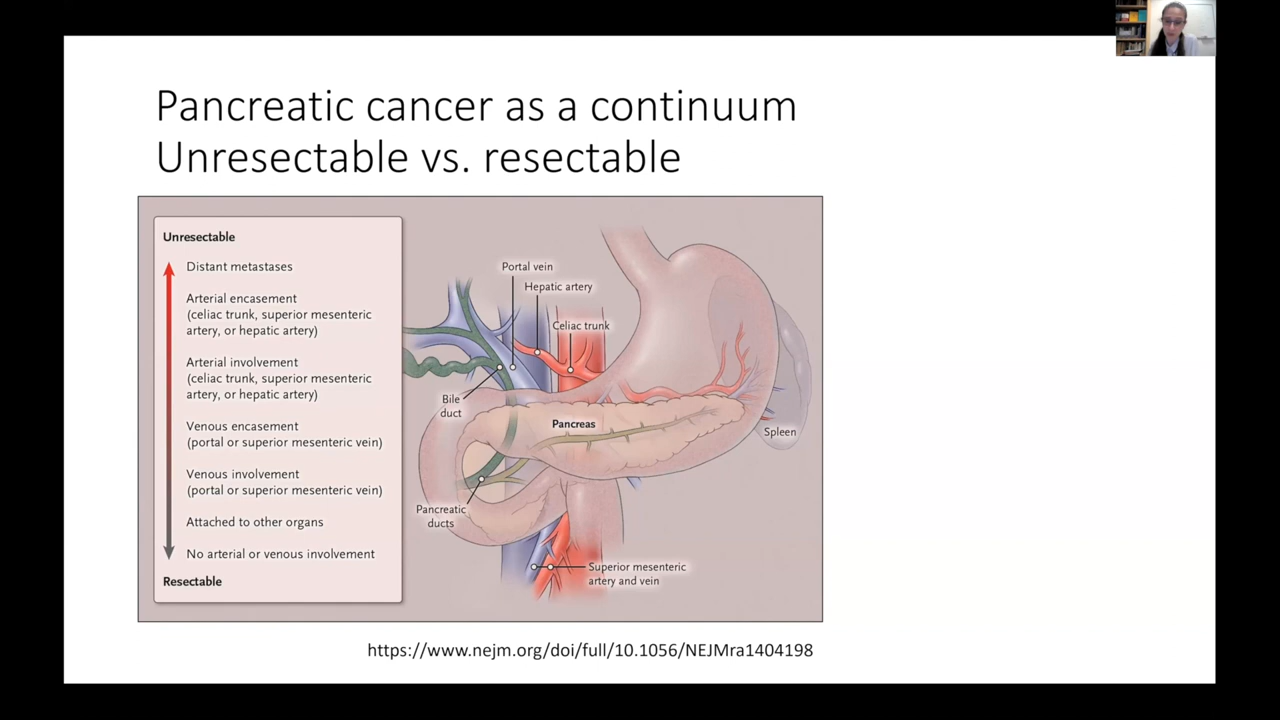 Pancreatic cancer as a continuum
Unresectable vs. resectable
Unresectable
Distant metastases
Arterial encasement
(celiac trunk, superior mesenteric
artery, or hepatic artery)
Arterial involvement
(celiac trunk, superior mesenteric
artery, or hepatic artery)
Venous encasement
(portal or superior mesenteric vein)
Venous involvement
(portal or superior mesenteric vein)
Attached to other organs
No arterial or venous involvement
Resectable
Portal vein
Hepatic artery
Celiac trunk
Bile
duct
Pancreas
Spleen
Pancreatic
ducts
Superior mesenteric
artery and vein
https://www.nejm.org/doi/full/10.1056/NEJMra1404198